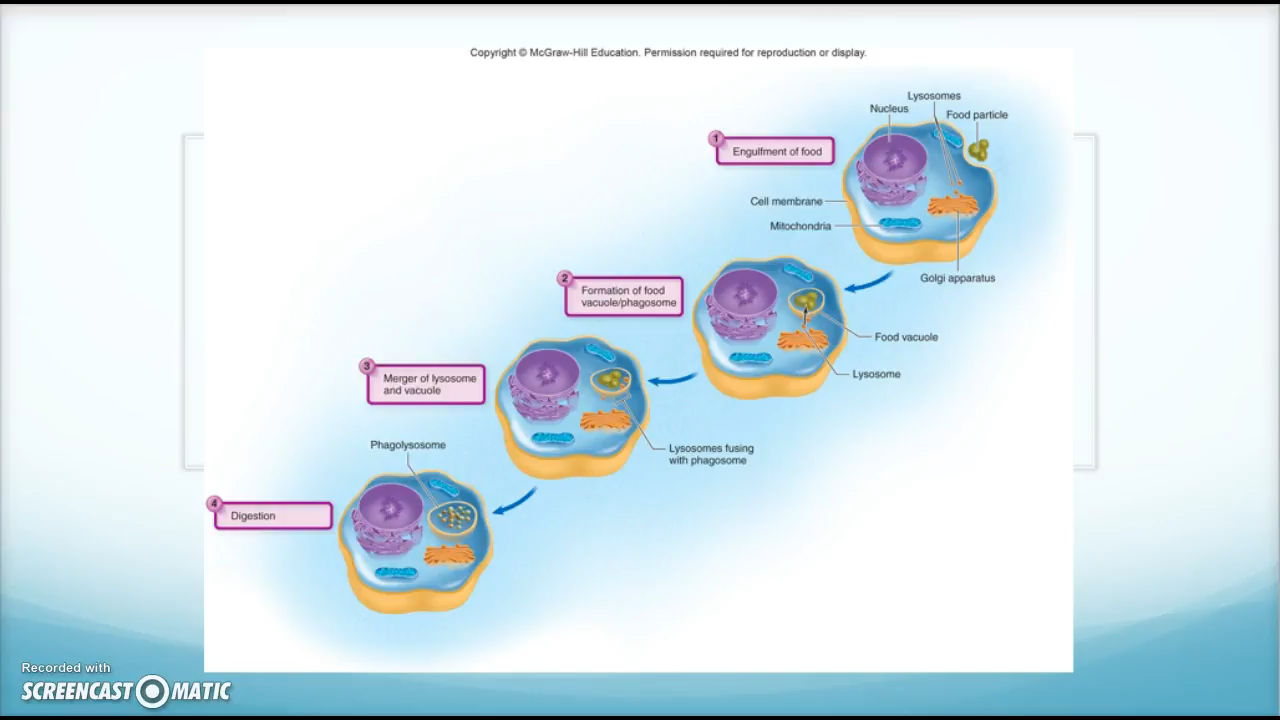 Copyright © McGraw-Hill Education. Permission required for reproduction or display.
Lysosomes
Nucleus
Food particle
1
Engulfment of food
Cell membrane
Mitochondria
Golgi apparatus
2
Formation of food
vacuole/phagosome
Food vacuole
Lysosome
3
Merger of lysosome
and vacuole
Lysosomes fusing
with phagosome
Phagolysosome
4
Digestion
Recorded with
SCREENCAST O MATIC